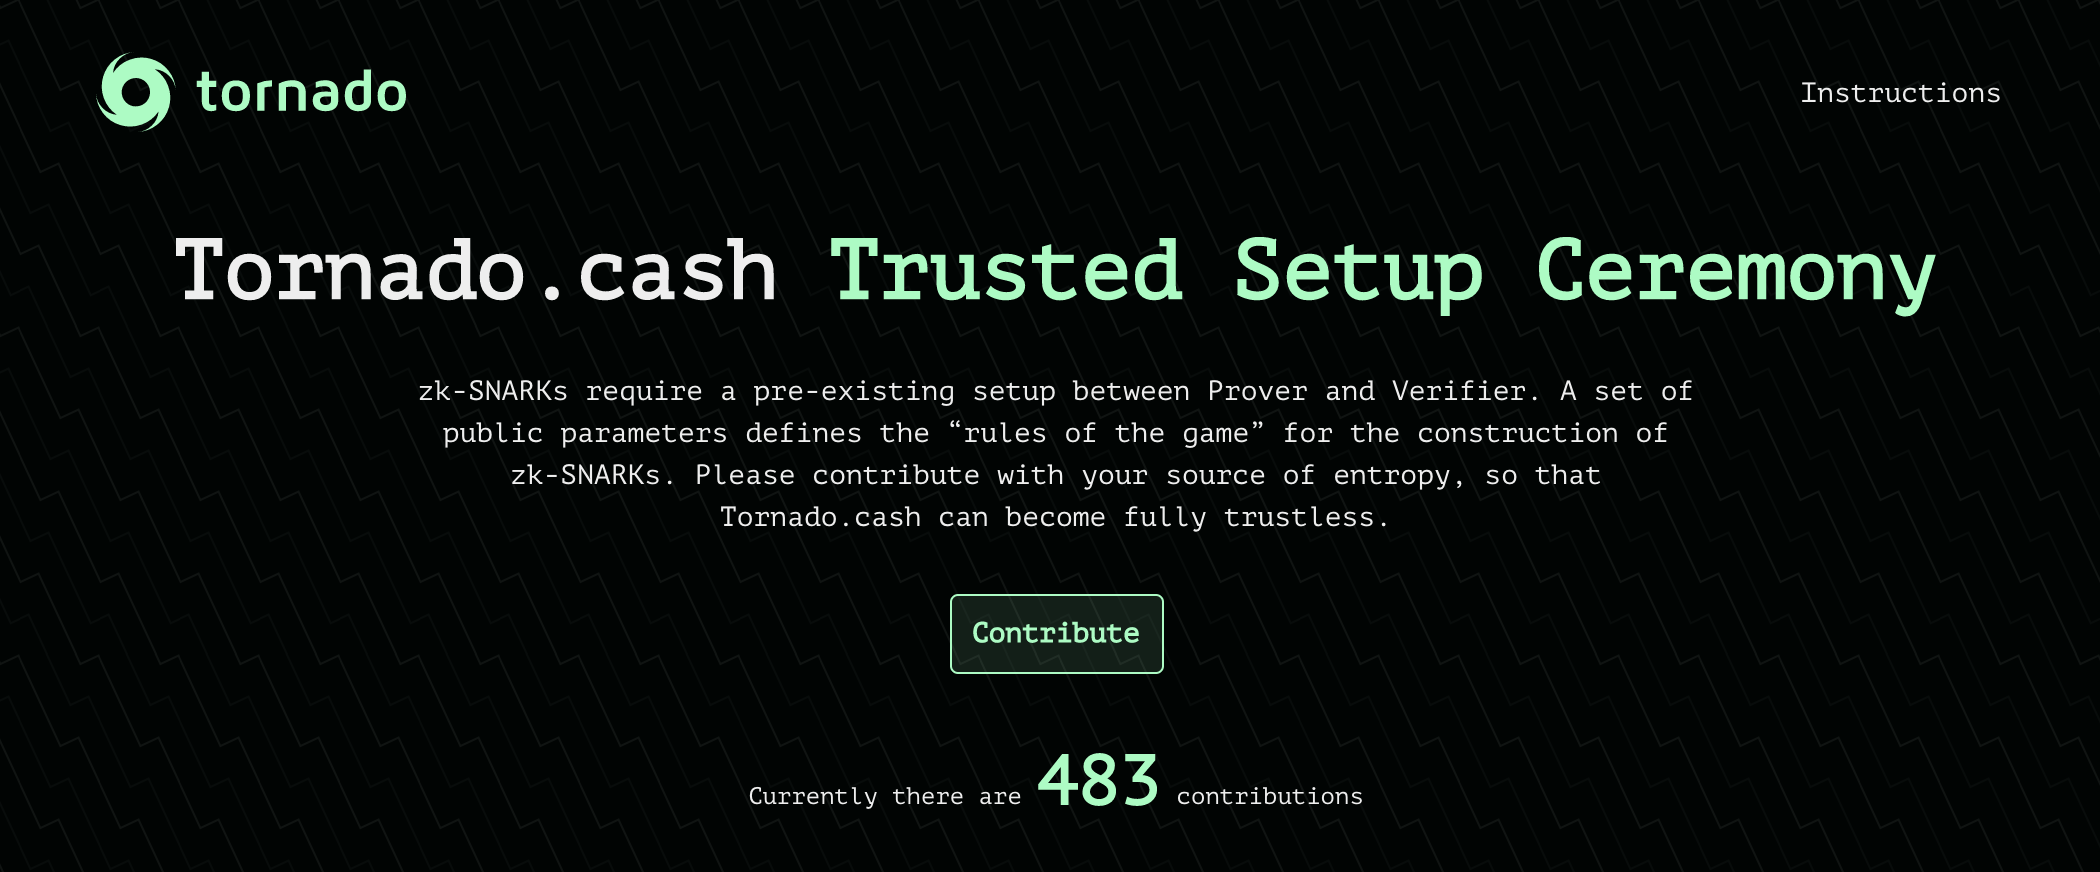 tornado
Instructions
Tornado.cash Trusted Setup Ceremony
zk-SNARKs require a pre-existing setup between Prover and Verifier. A set of
public parameters defines the “rules of the game” for the construction of
zk-SNARKs. Please contribute with your source of entropy, so that
Tornado.cash can become fully trustless.
Contribute
Currently there are 483 contributions